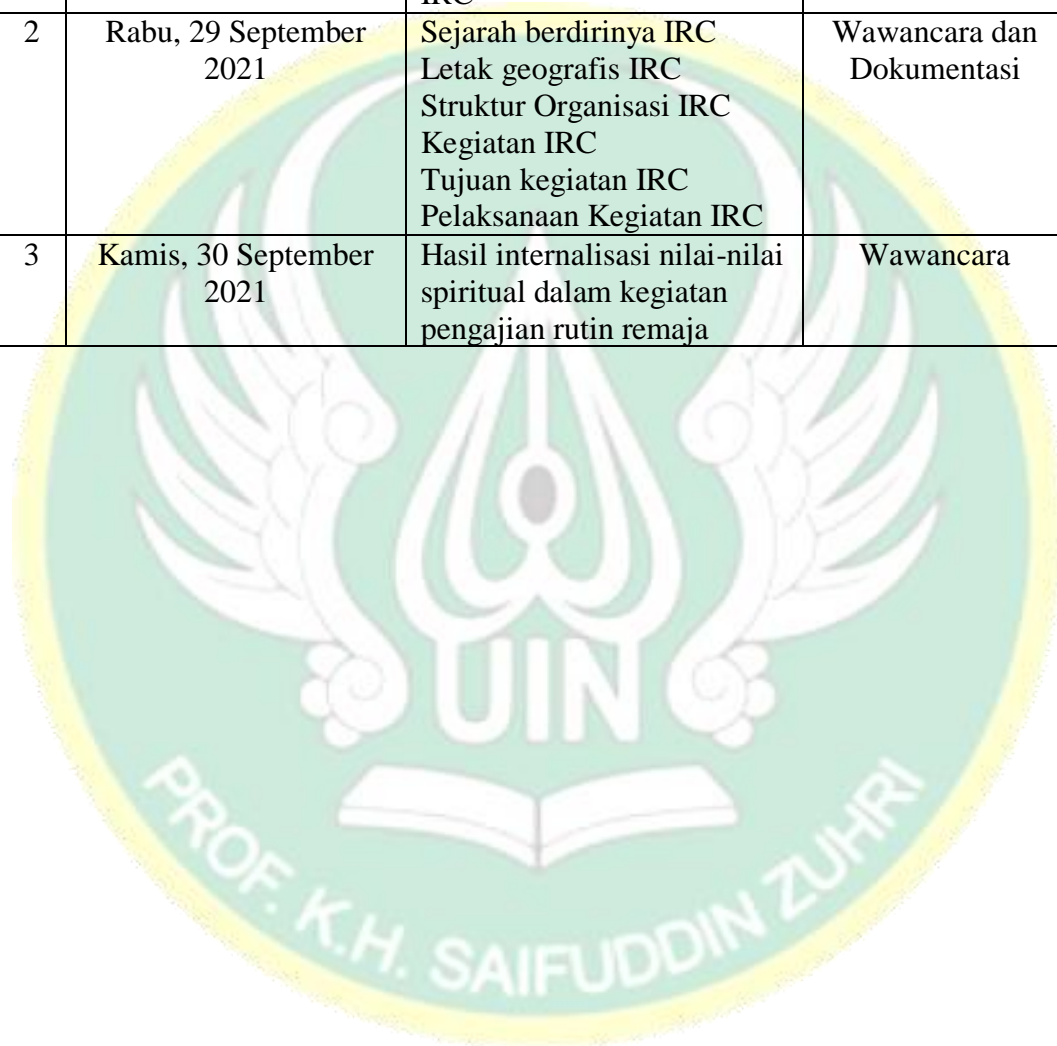 IRC
2 Rabu, 29 September Sejarah berdirinya IRC Wawancara dan
2021 Letak geografis IRC Dokumentasi
Struktur Organisasi IRC
Kegiatan IRC
Tujuan kegiatan IRC
Pelaksanaan Kegiatan IRC
3 Kamis, 30 September Hasil internalisasi nilai-nilai Wawancara
2021 spiritual dalam kegiatan
pengajian rutin remaja
UIN
PROF. K.H. SAIFUDDIN ZUHRI